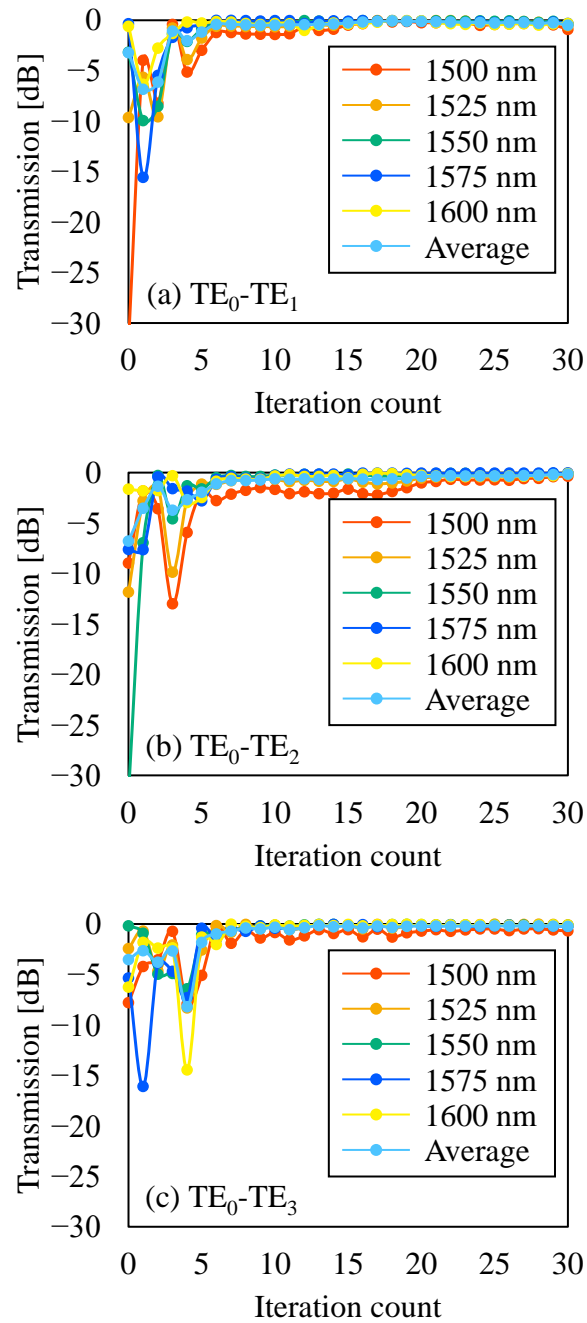 Transmission [dB]
0
−5
−10
−15
−20
−25
−30
1500 nm
1525 nm
1550 nm
1575 nm
1600 nm
Average
(a) TE₀-TE₁
0 5 10 15 20 25 30
Iteration count
Transmission [dB]
0
−5
−10
−15
−20
−25
−30
1500 nm
1525 nm
1550 nm
1575 nm
1600 nm
Average
(b) TE₀-TE₂
0 5 10 15 20 25 30
Iteration count
Transmission [dB]
0
−5
−10
−15
−20
−25
−30
1500 nm
1525 nm
1550 nm
1575 nm
1600 nm
Average
(c) TE₀-TE₃
0 5 10 15 20 25 30
Iteration count